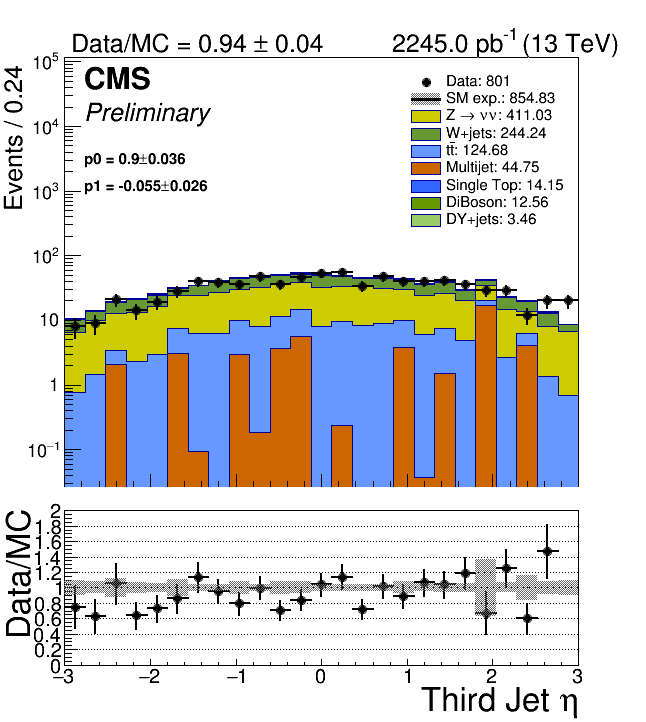 Data/MC = 0.94 ± 0.04 2245.0 pb⁻¹ (13 TeV)
Events / 0.24
10⁵
10⁴
10³
10²
10
1
10⁻¹
CMS
Preliminary
p0 = 0.9±0.036
p1 = -0.055±0.026
Data: 801
SM exp.: 854.83
Z → νν: 411.03
W+jets: 244.24
tt̄: 124.68
Multijet: 44.75
Single Top: 14.15
DiBoson: 12.56
DY+jets: 3.46
Data/MC
2
1.8
1.6
1.4
1.2
1
0.8
0.6
0.4
0.2
0
−3 −2 −1 0 1 2 3
Third Jet η